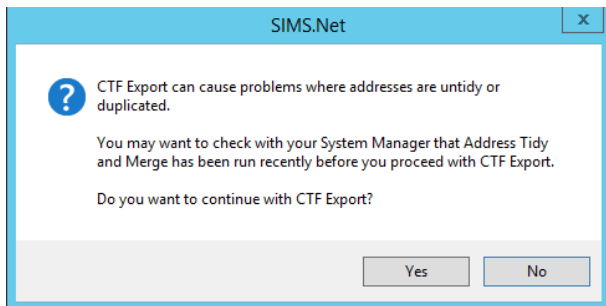 SIMS.Net
x
CTF Export can cause problems where addresses are untidy or
duplicated.
You may want to check with your System Manager that Address Tidy
and Merge has been run recently before you proceed with CTF Export.
Do you want to continue with CTF Export?
Yes
No